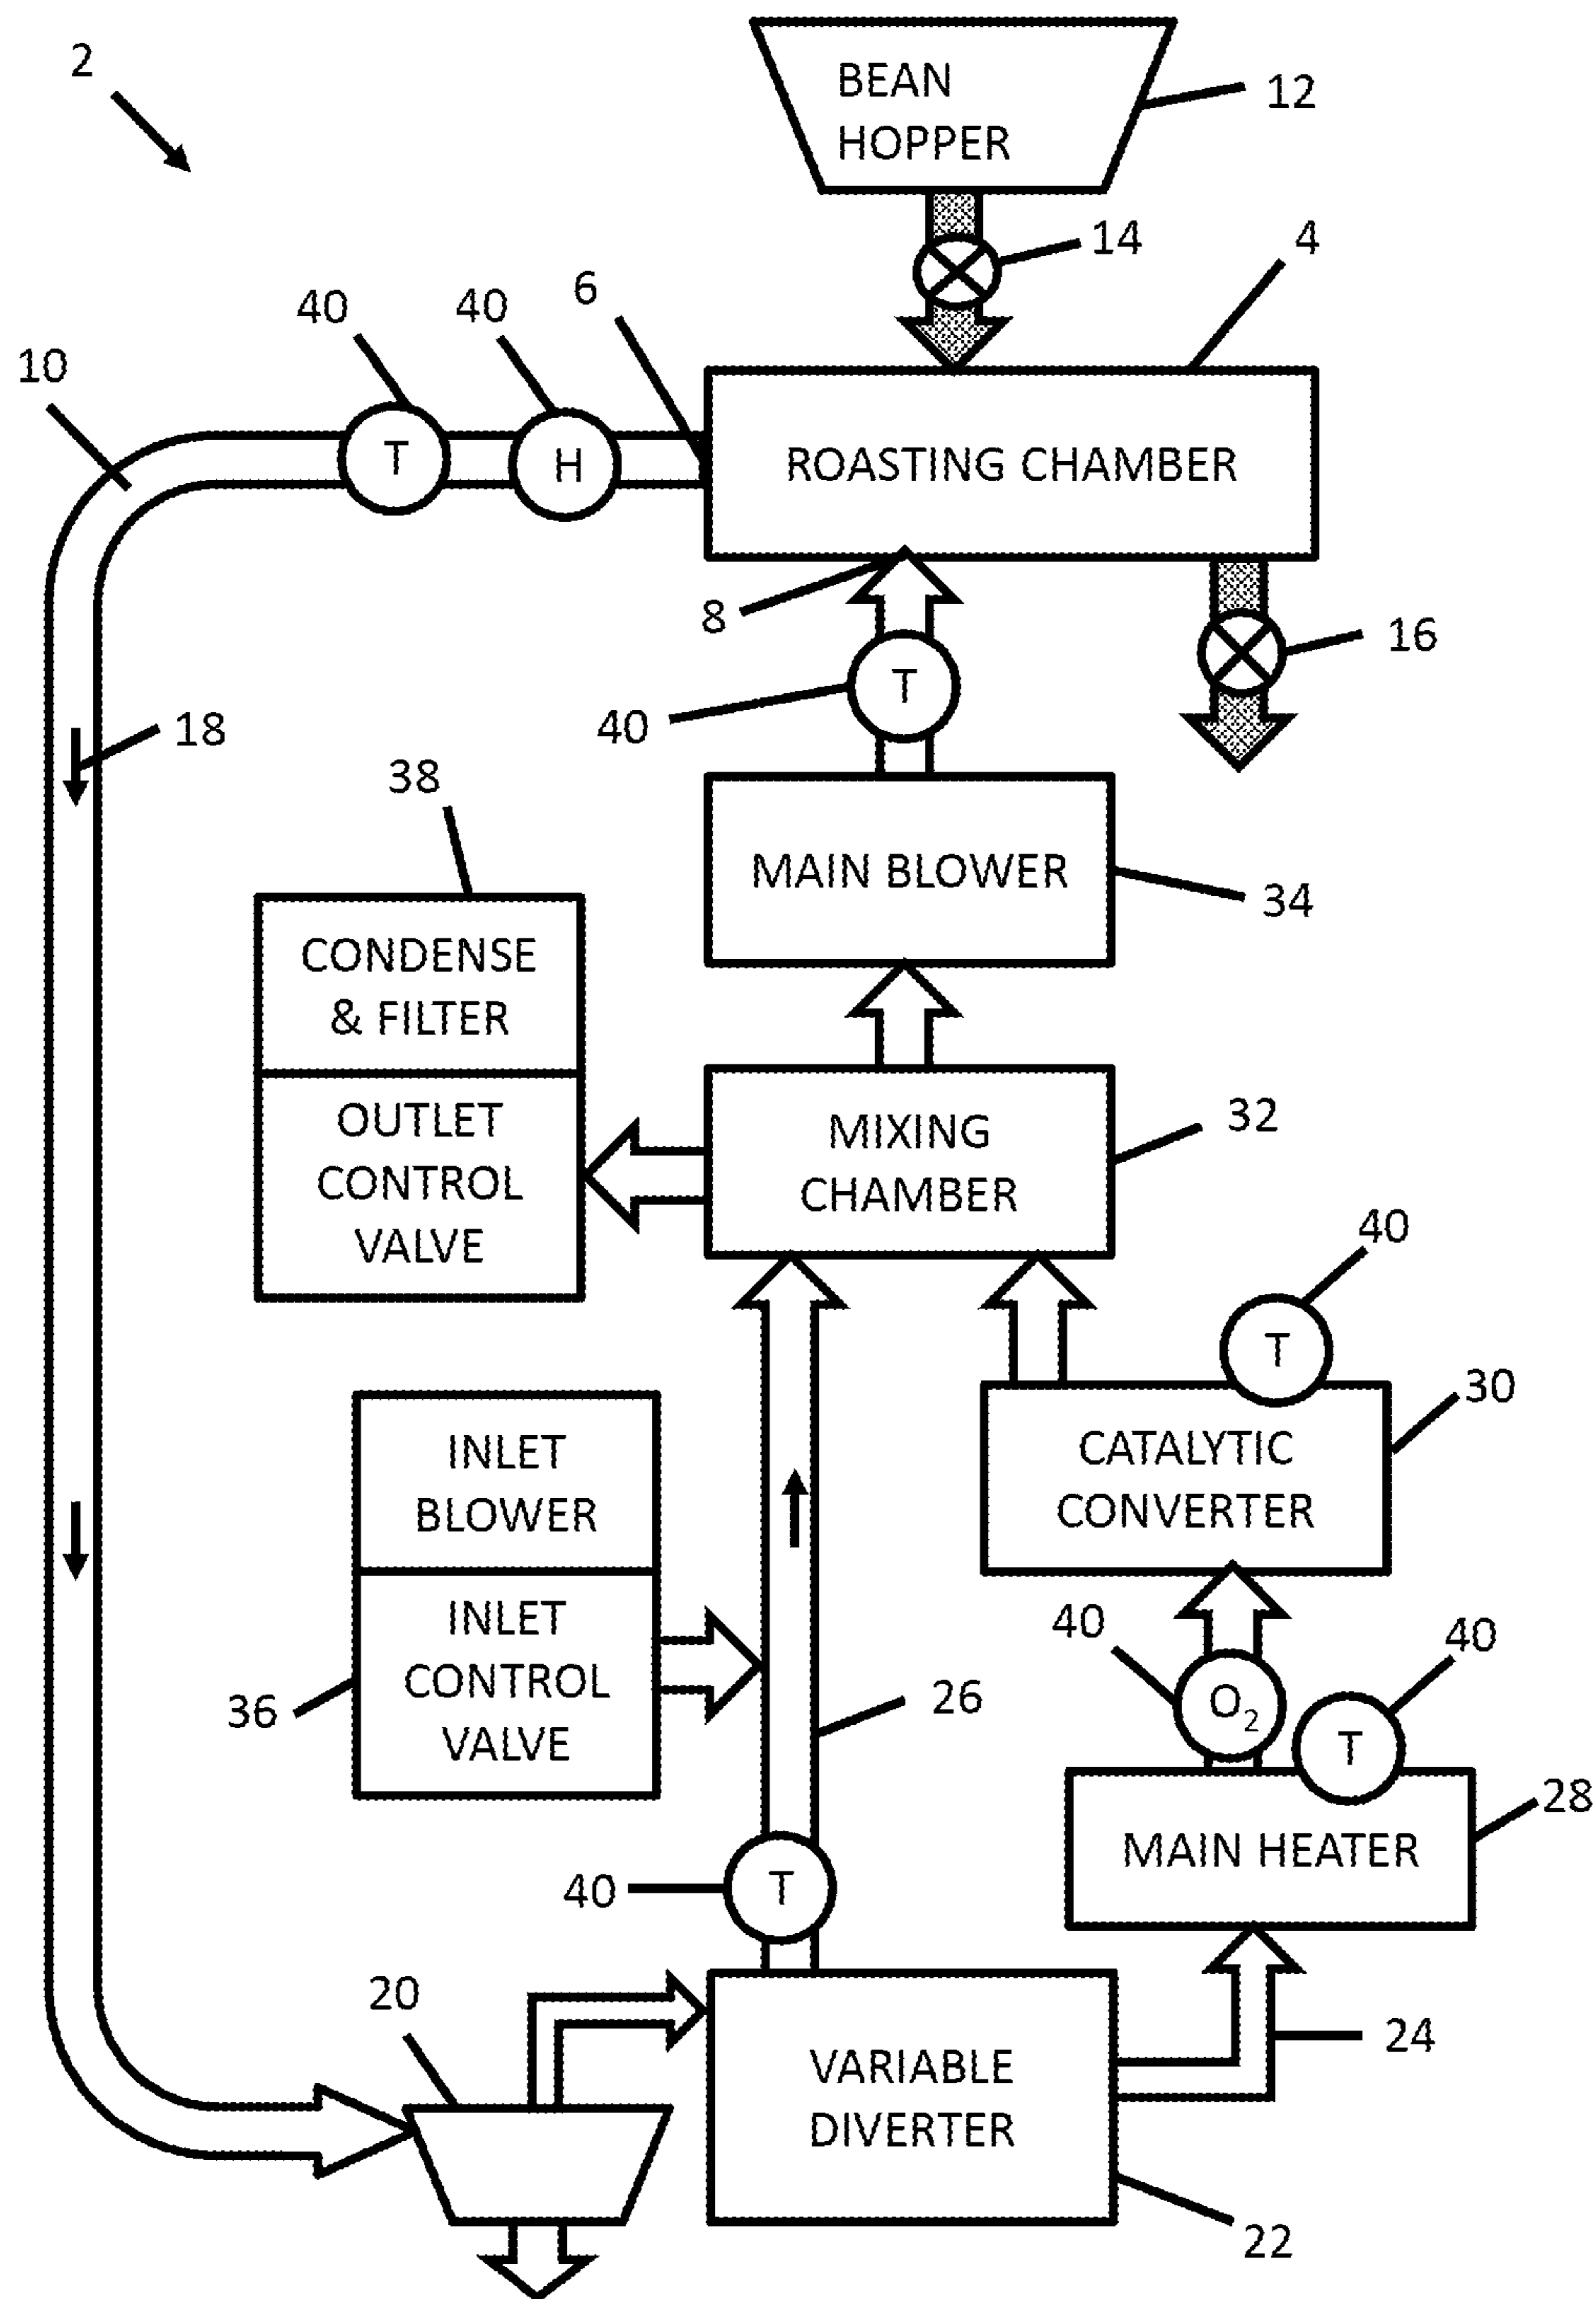 2
BEAN
HOPPER
12
14
4
6
40
40
10
T
H
ROASTING CHAMBER
8
16
T
40
18
38
MAIN BLOWER
34
CONDENSE
& FILTER
OUTLET
CONTROL
VALVE
MIXING
CHAMBER
32
40
T
30
CATALYTIC
CONVERTER
INLET
BLOWER
INLET
CONTROL
VALVE
36
26
40
O2
40
T
28
MAIN HEATER
40
T
20
24
VARIABLE
DIVERTER
22